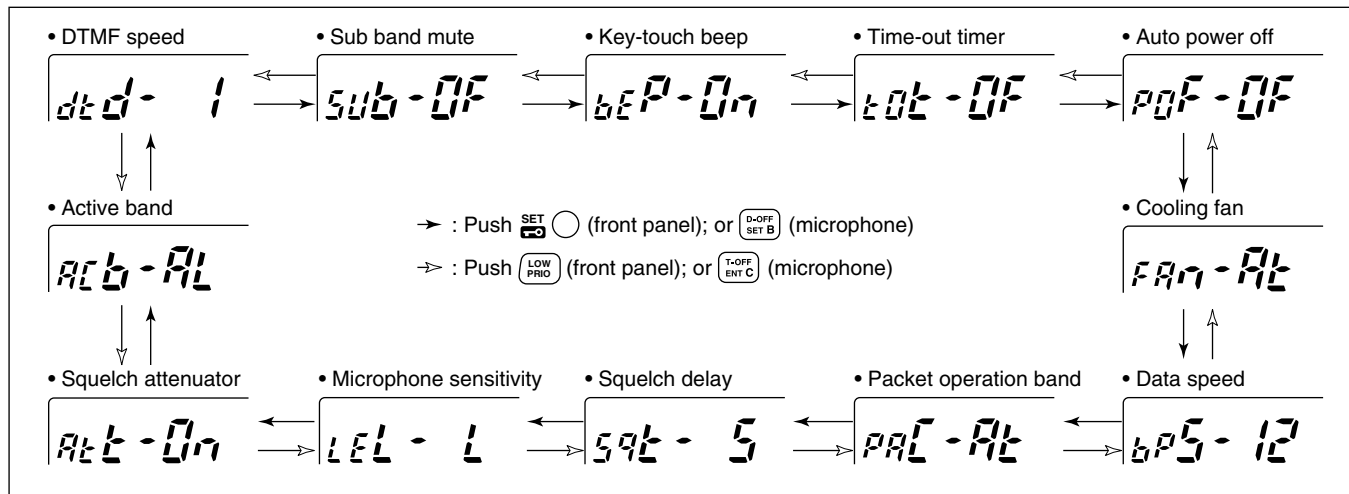 • DTMF speed
• Sub band mute
• Key-touch beep
• Time-out timer
• Auto power off
dtd- 1
SUb-OF
bEP-On
tOt-OF
POF-OF
• Active band
• Cooling fan
ACb-AL
FAn-At
: Push SET (front panel); or D-OFF SET B (microphone)
: Push LOW PRIO (front panel); or T-OFF ENT C (microphone)
• Squelch attenuator
• Microphone sensitivity
• Squelch delay
• Packet operation band
• Data speed
Att-On
LEL- L
Sqt- S
PAC-At
bPS-12